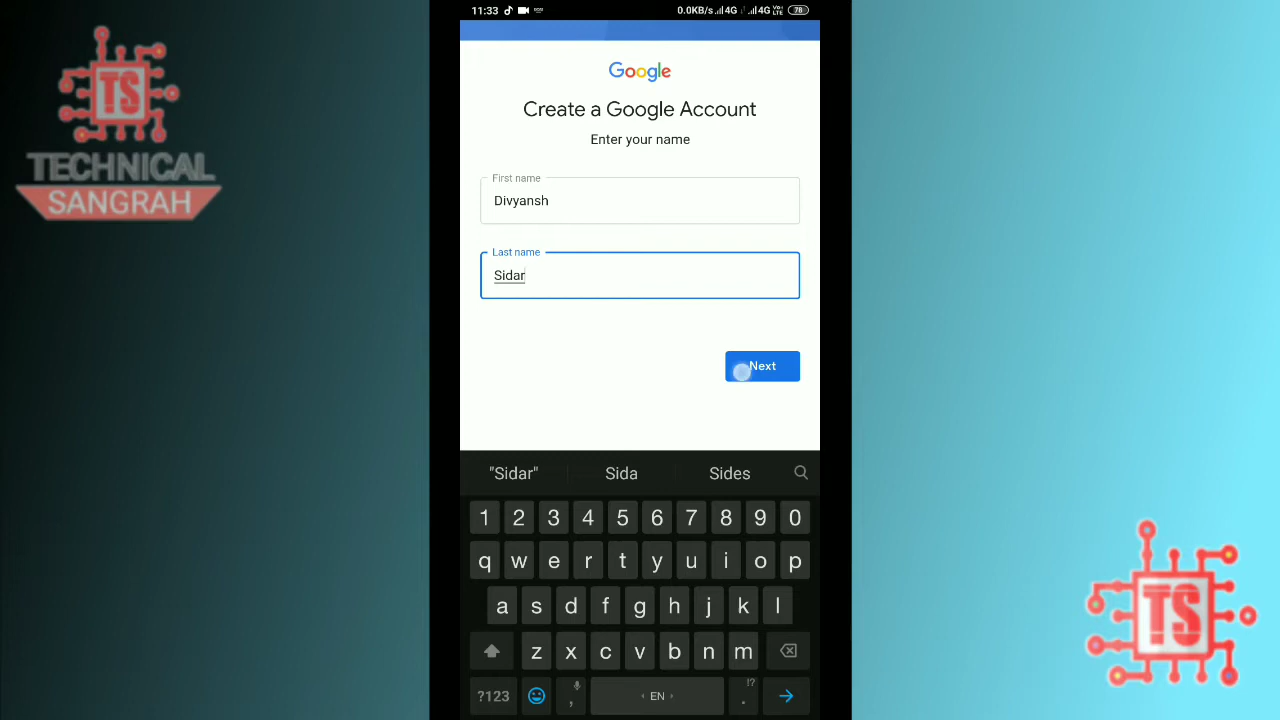 TS
TECHNICAL
SANGRAH
11:33
0.0KB/s 4G 4G Vo LTE 78
Google
Create a Google Account
Enter your name
First name
Divyansh
Last name
Sidar
Next
"Sidar" Sida Sides
1 2 3 4 5 6 7 8 9 0
q w e r t y u i o p
a s d f g h j k l
z x c v b n m
?123 , EN . !?
TS